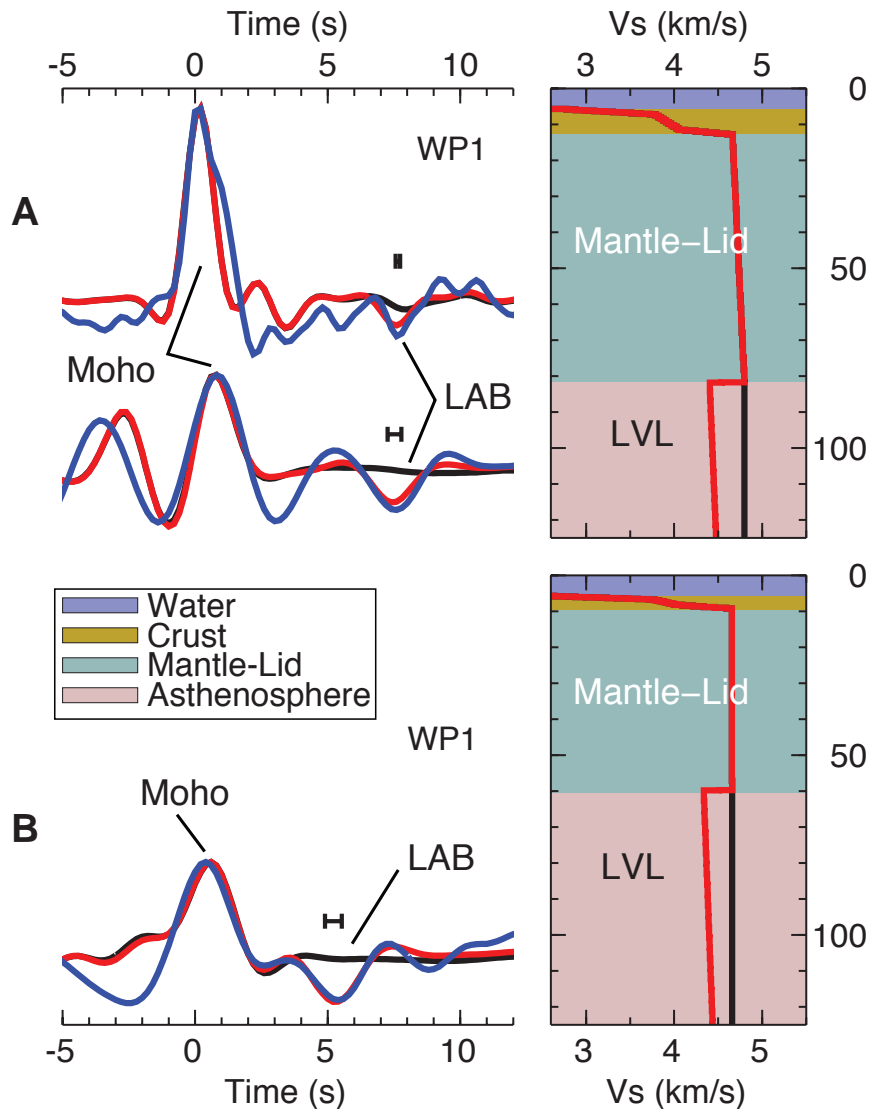 Time (s)
Vs (km/s)
-5 0 5 10
3 4 5
0
WP1
A
Mantle–Lid
50
Moho
LAB
LVL
100
Water
Crust
Mantle-Lid
Asthenosphere
0
Mantle–Lid
WP1
50
Moho
B
LAB
LVL
100
-5 0 5 10
3 4 5
Time (s)
Vs (km/s)